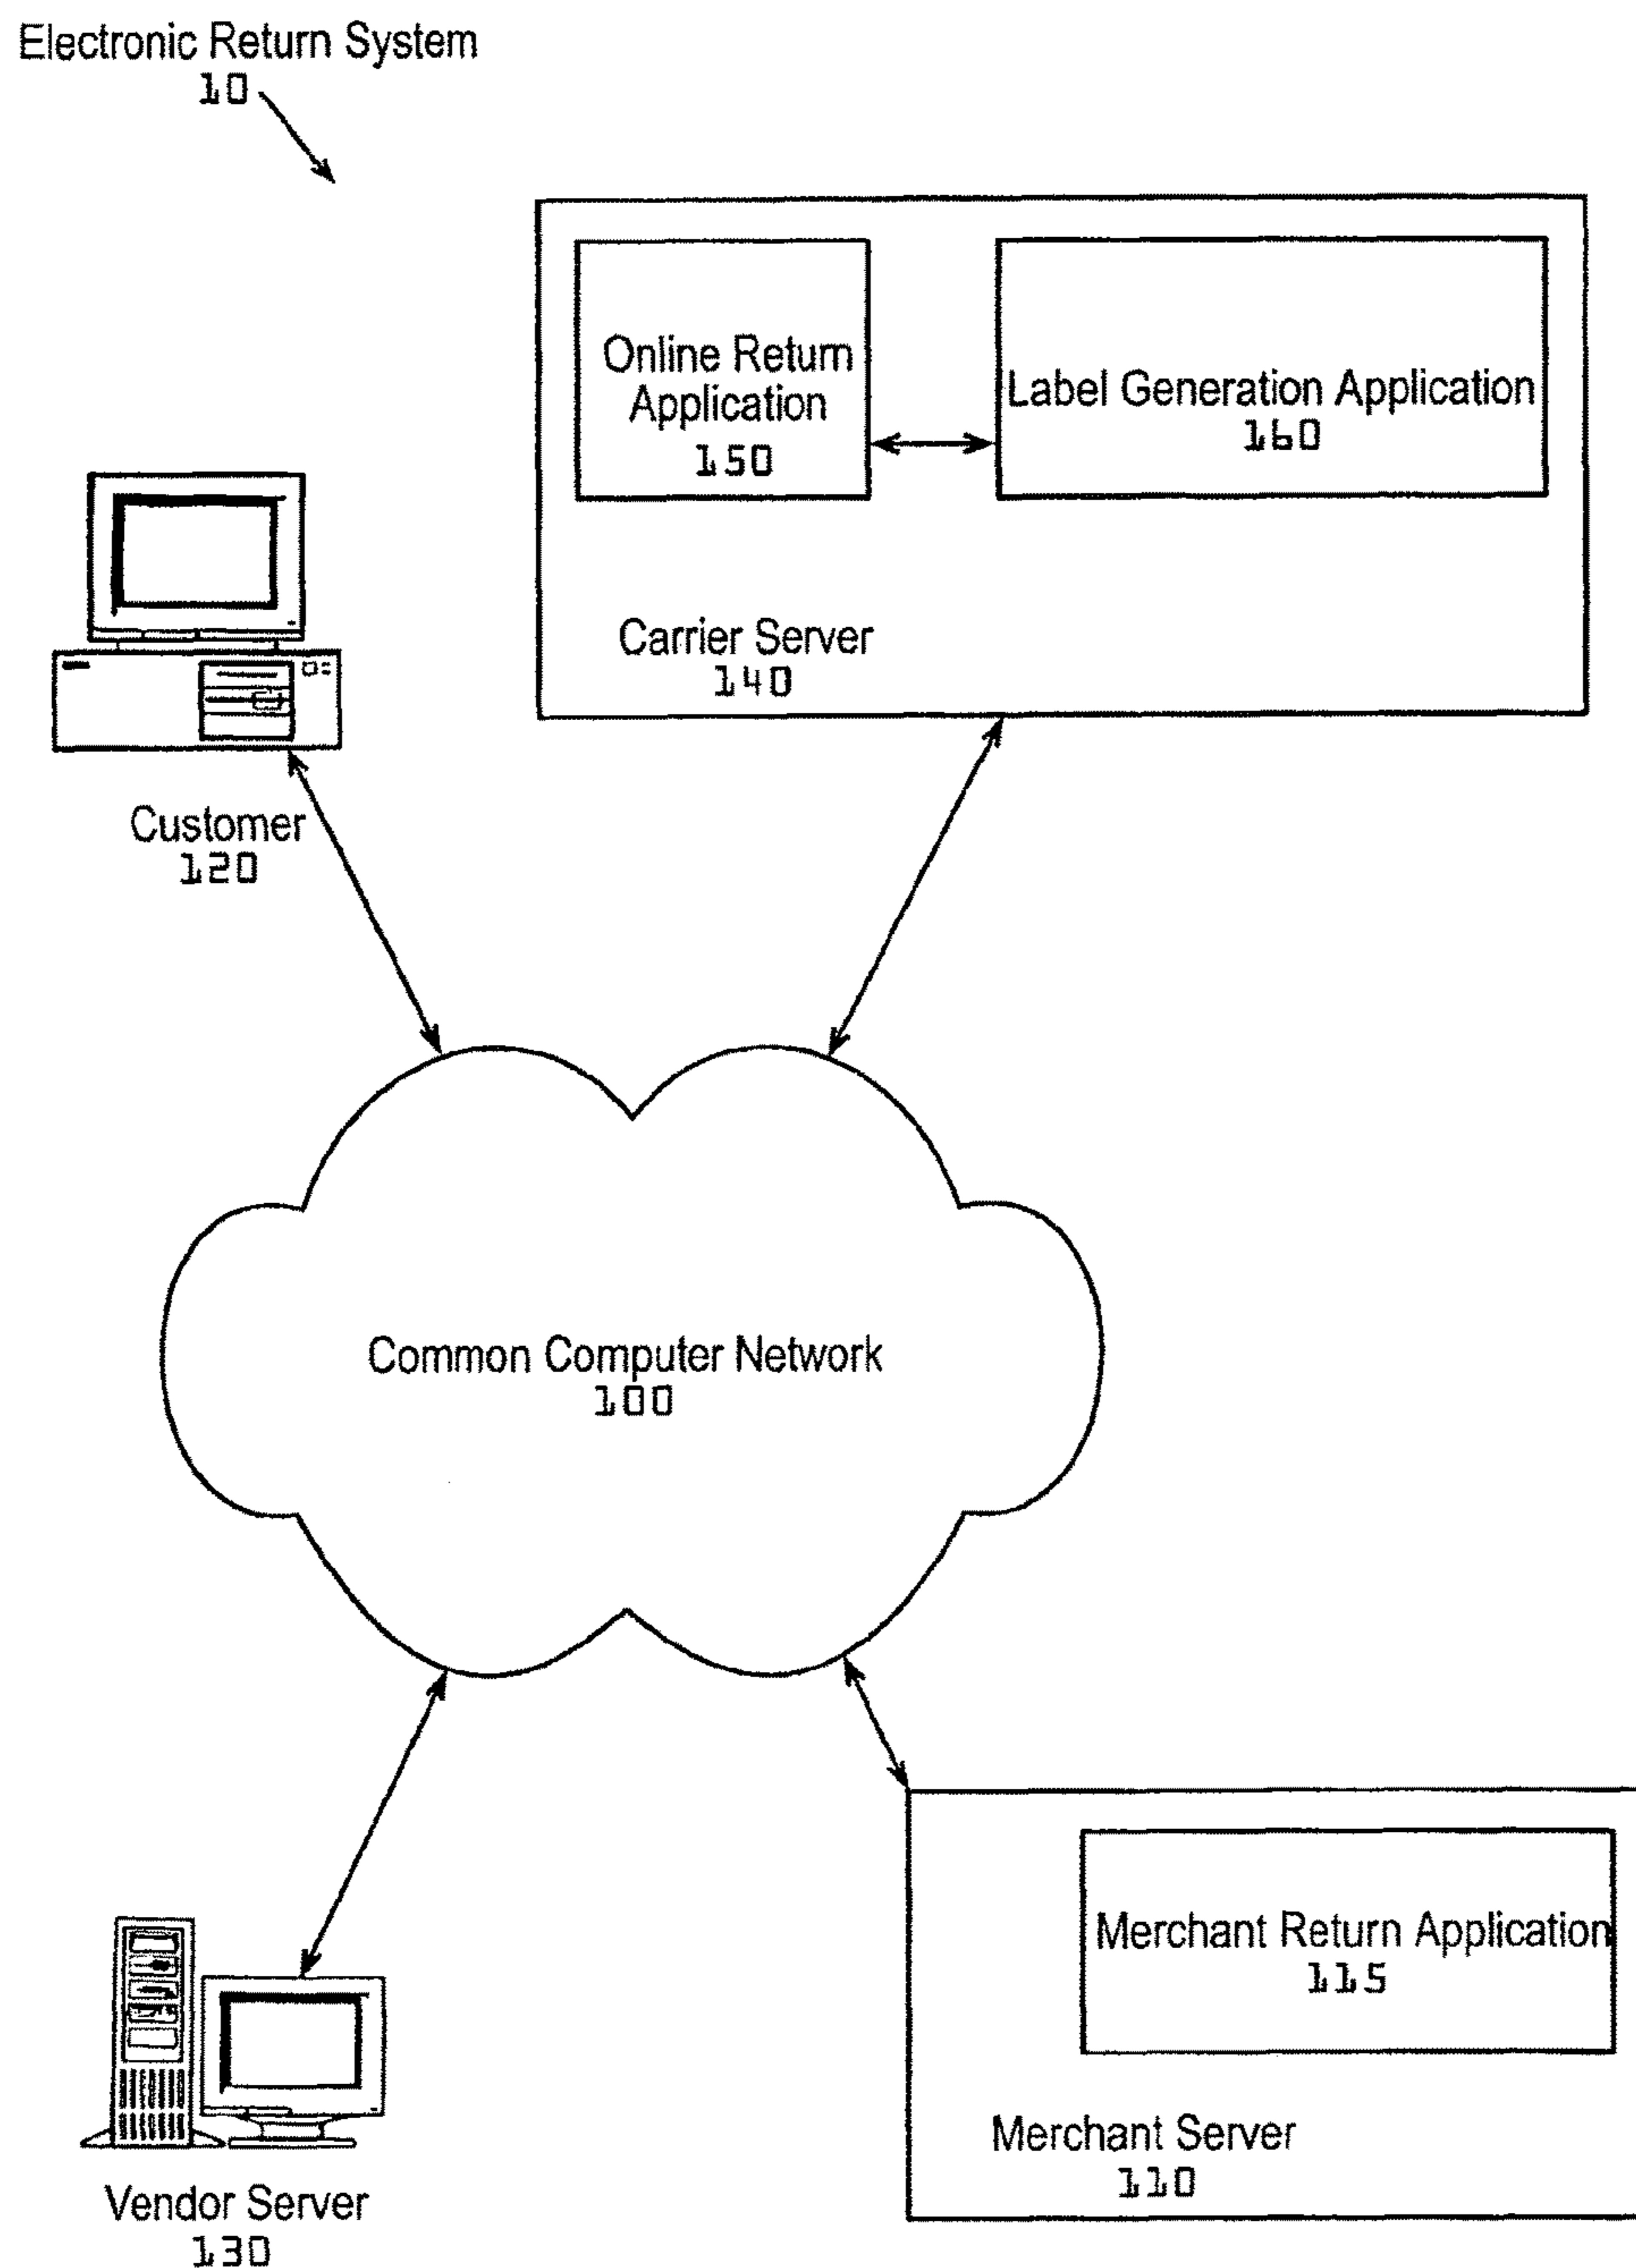 Electronic Return System
10
Online Return
Application
150
Label Generation Application
160
Carrier Server
140
Customer
120
Common Computer Network
100
Merchant Return Application
115
Merchant Server
110
Vendor Server
130